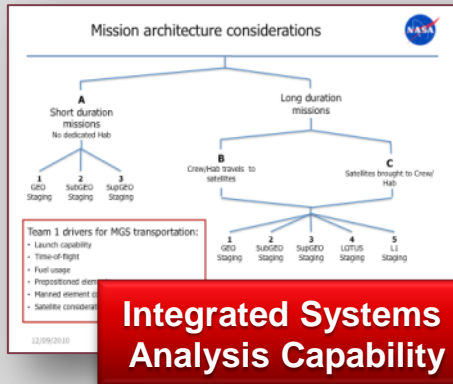 Mission architecture considerations
NASA
A
Short duration
missions
No dedicated Hab
Long duration
missions
B
Crew/Hab travels to
satellites
C
Satellites brought to Crew/
Hab
1
GEO
Staging
2
SubGEO
Staging
3
SupGEO
Staging
1
GEO
Staging
2
SubGEO
Staging
3
SupGEO
Staging
4
LOTUS
Staging
5
L1
Staging
Team 1 drivers for MGS transportation:
• Launch capability
• Time-of-flight
• Fuel usage
• Prepositioned
• Manned element
• Satellite
12/09/2010
Integrated Systems
Analysis Capability